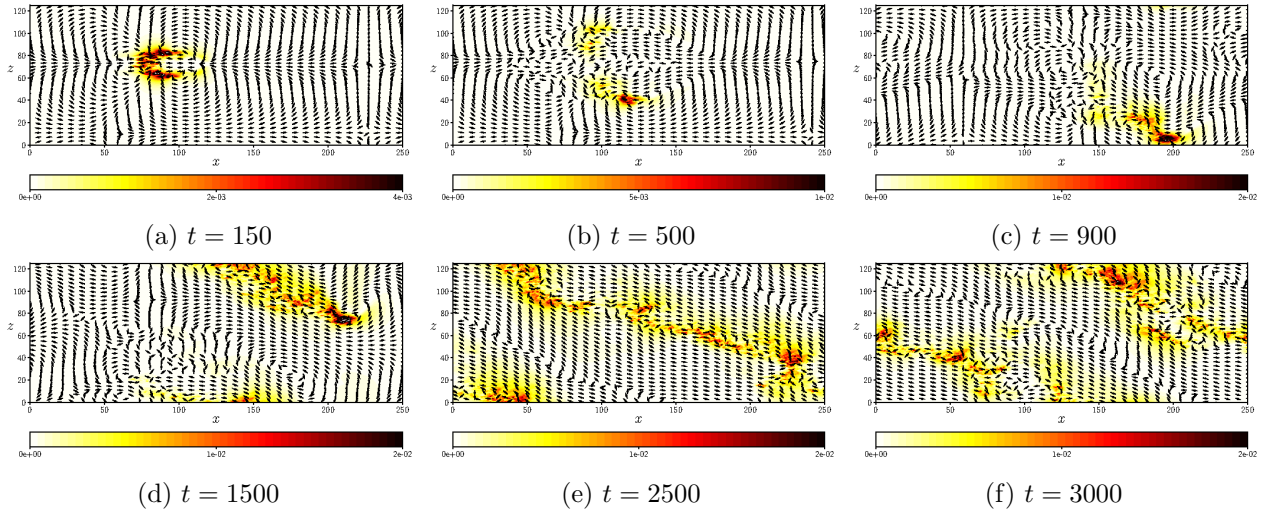 120
100
80
z 60
40
20
0
0 50 100 150 200 250
x
0e+00 2e-03 4e-03
(a) t = 150
120
100
80
z 60
40
20
0
0 50 100 150 200 250
x
0e+00 5e-03 1e-02
(b) t = 500
120
100
80
z 60
40
20
0
0 50 100 150 200 250
x
0e+00 1e-02 2e-02
(c) t = 900
120
100
80
z 60
40
20
0
0 50 100 150 200 250
x
0e+00 1e-02 2e-02
(d) t = 1500
120
100
80
z 60
40
20
0
0 50 100 150 200 250
x
0e+00 1e-02 2e-02
(e) t = 2500
120
100
80
z 60
40
20
0
0 50 100 150 200 250
x
0e+00 1e-02 2e-02
(f) t = 3000